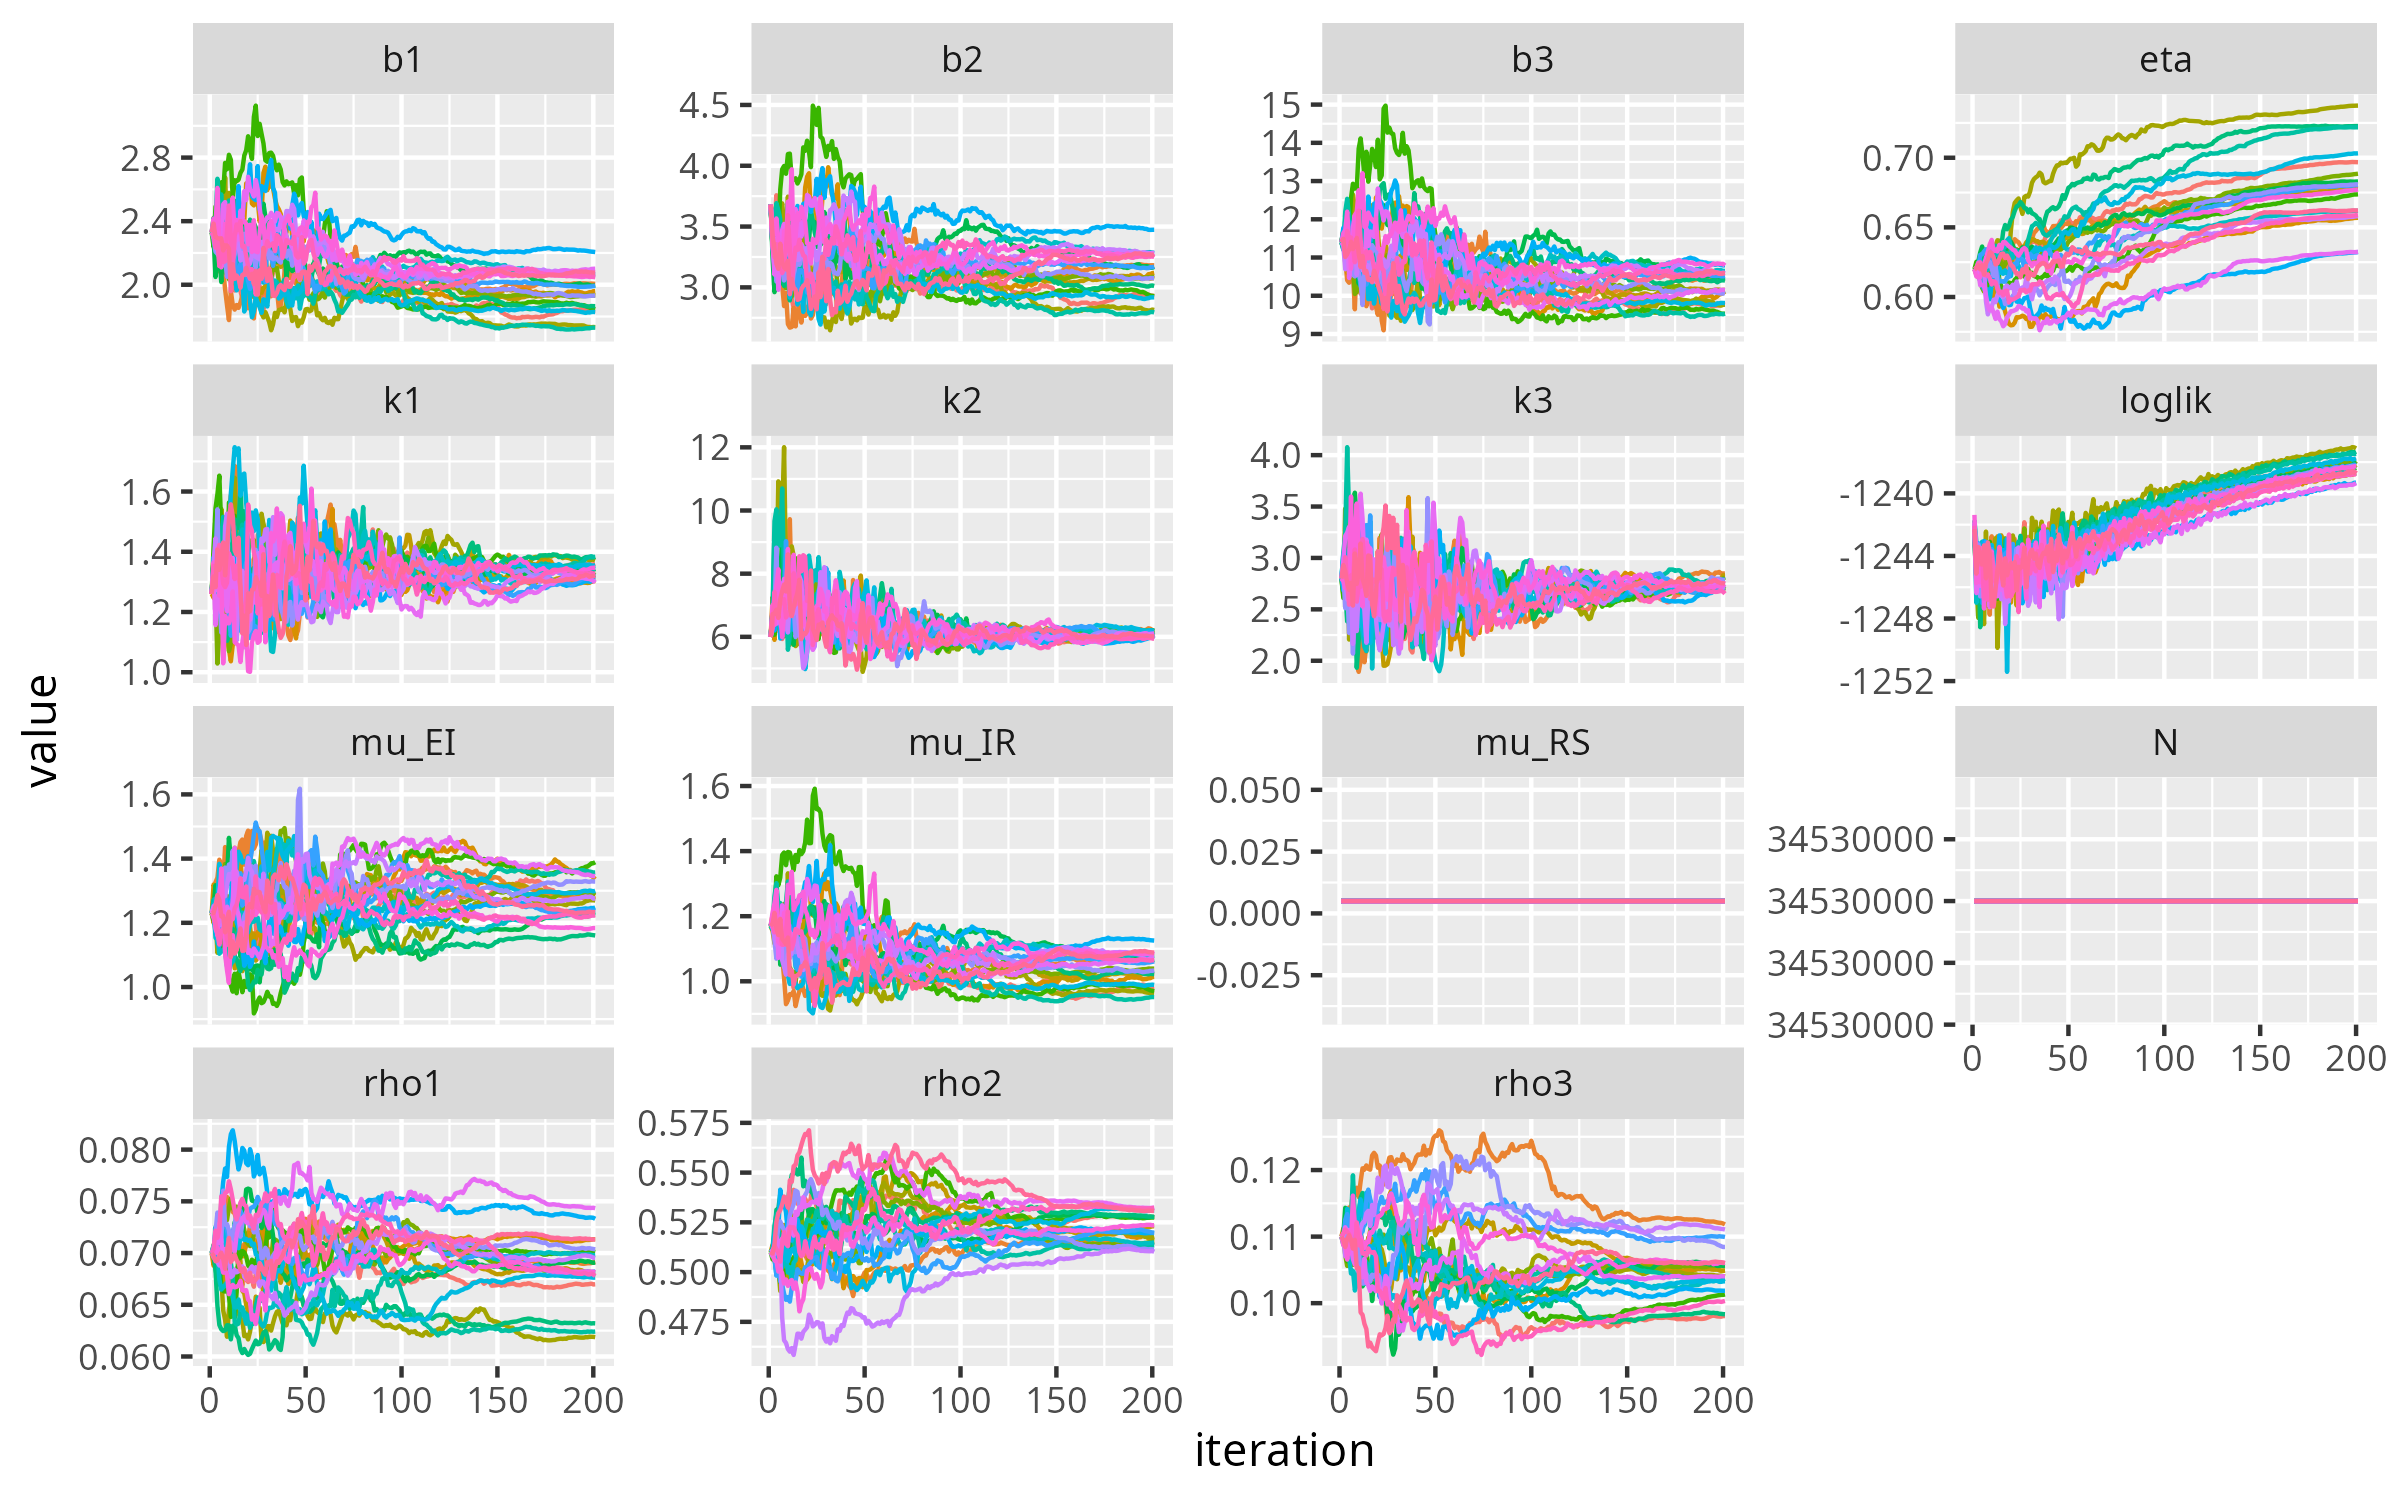 b1 b2 b3 eta
2.8 2.4 2.0
4.5 4.0 3.5 3.0
15 14 13 12 11 10 9
0.70 0.65 0.60
k1 k2 k3 loglik
1.6 1.4 1.2 1.0
12 10 8 6
4.0 3.5 3.0 2.5 2.0
-1240 -1244 -1248 -1252
mu_EI mu_IR mu_RS N
1.6 1.4 1.2 1.0
1.6 1.4 1.2 1.0
0.050 0.025 0.000 -0.025
34530000 34530000 34530000 34530000
0 50 100 150 200
rho1 rho2 rho3
0.080 0.075 0.070 0.065 0.060
0.575 0.550 0.525 0.500 0.475
0.12 0.11 0.10
0 50 100 150 200
0 50 100 150 200
0 50 100 150 200
value
iteration